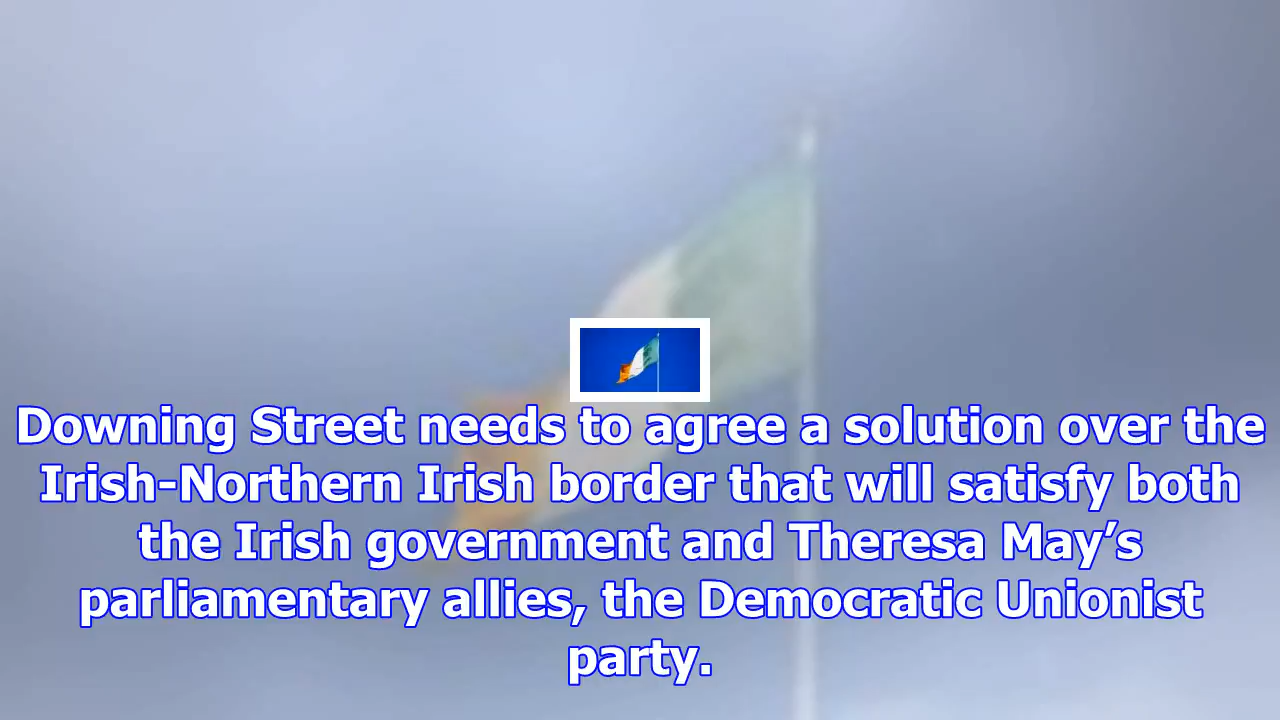 Downing Street needs to agree a solution over the
Irish-Northern Irish border that will satisfy both
the Irish government and Theresa May’s
parliamentary allies, the Democratic Unionist
party.